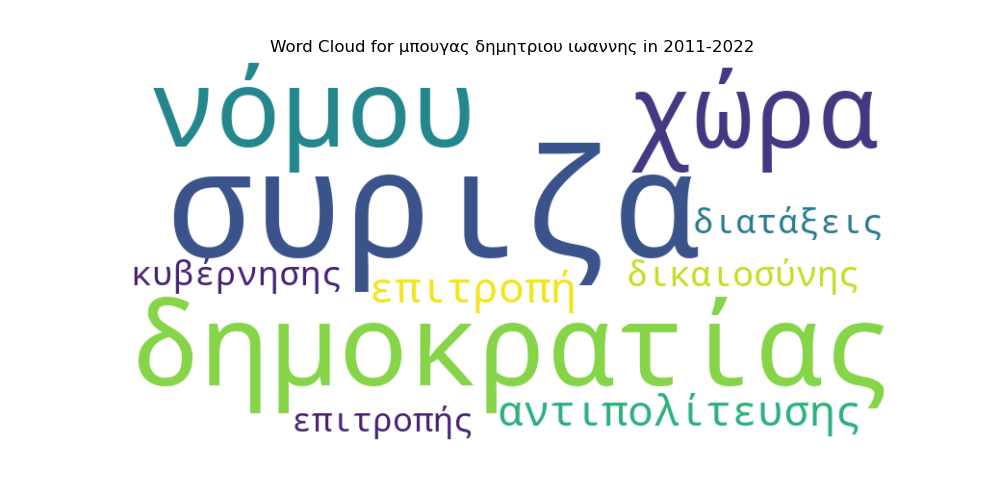 Word Cloud for μπουγας δημητριου ιωαννης in 2011-2022
νόμου χώρα
συριζα
διατάξεις
κυβέρνησης επιτροπή δικαιοσύνης
δημοκρατίας
επιτροπής αντιπολίτευσης